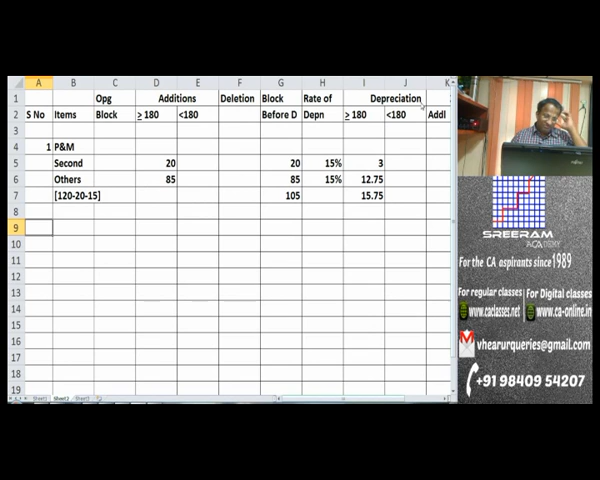 A B C D E F G H I J K
1 Opg Additions Deletion Block Rate of Depreciation
2 S No Items Block ≥ 180 <180 Before D Depn ≥ 180 <180 Addl
3
4 1 P&M
5 Second 20 20 15% 3
6 Others 85 85 15% 12.75
7 [120-20-15] 105 15.75
8
9
10
11
12
13
14
15
16
17
18
19
Sheet1 Sheet2 Sheet3
SREERAM
ACADEMY
For the CA aspirants since 1989
For regular classes For Digital classes
www.caclasses.net www.ca-online.in
vhearurqueries@gmail.com
+91 98409 54207